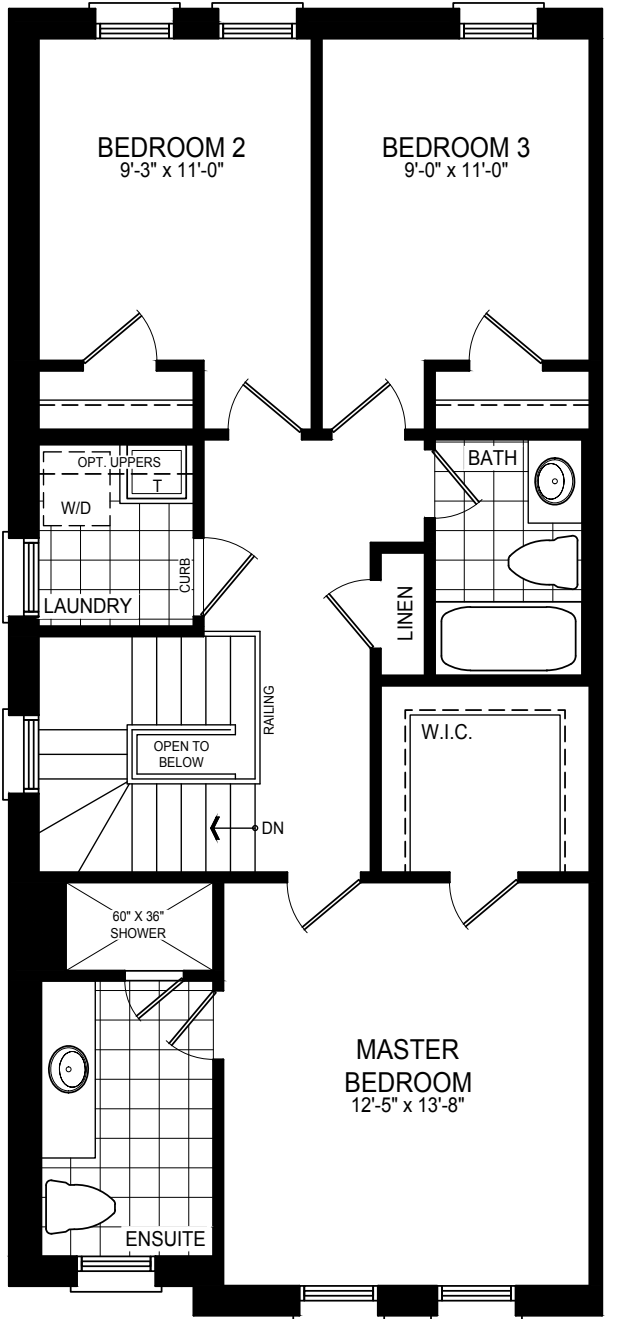 BEDROOM 2
9'-3" x 11'-0"
BEDROOM 3
9'-0" x 11'-0"
OPT. UPPERS
T
W/D
CURB
LAUNDRY
BATH
LINEN
RAILING
OPEN TO
BELOW
W.I.C.
DN
60" X 36"
SHOWER
MASTER
BEDROOM
12'-5" x 13'-8"
ENSUITE